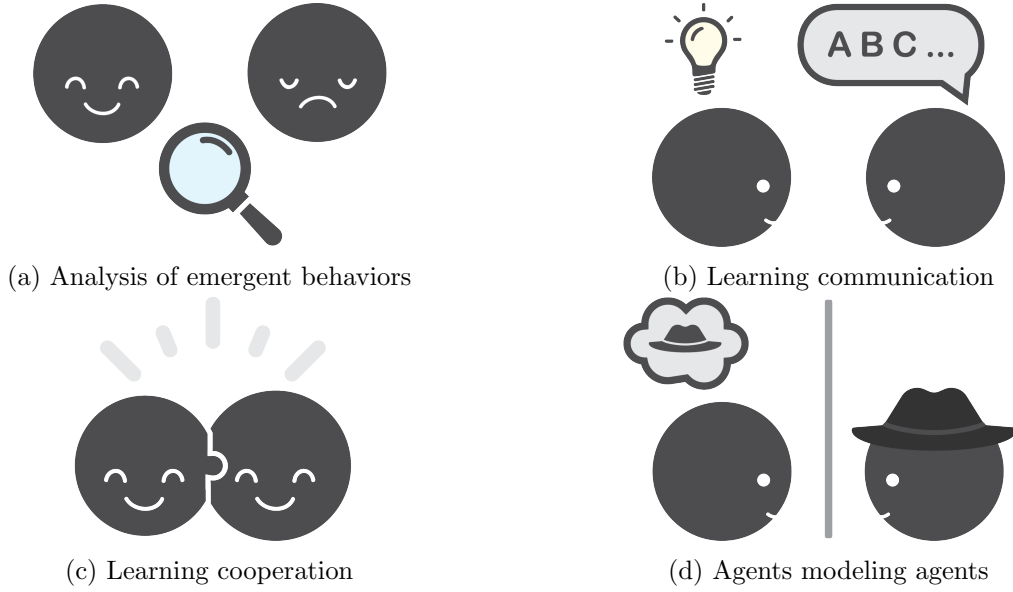 A B C ...
(a) Analysis of emergent behaviors
(b) Learning communication
(c) Learning cooperation
(d) Agents modeling agents